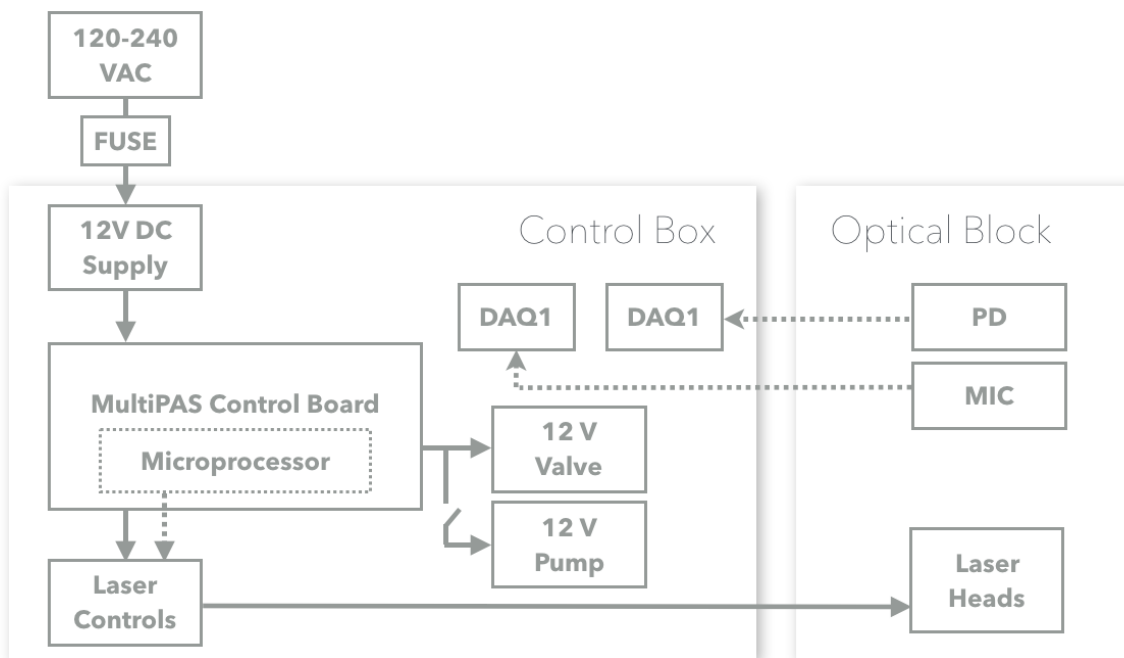 120-240
VAC
FUSE
12V DC
Supply
Control Box
Optical Block
DAQ1
DAQ1
PD
MIC
MultiPAS Control Board
Microprocessor
12 V
Valve
12 V
Pump
Laser
Controls
Laser
Heads